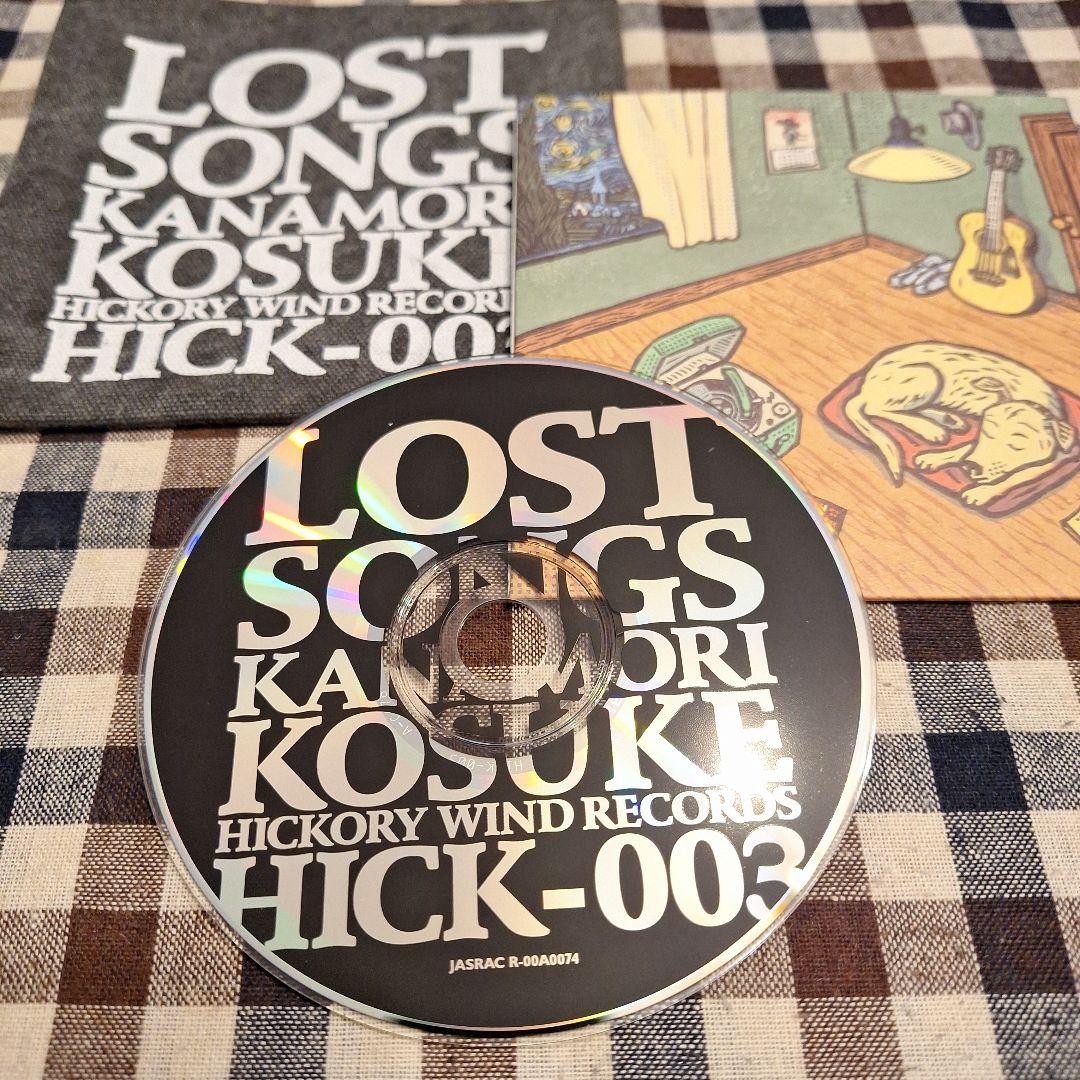 LOST
SONGS
KANAMORI
KOSUKE
HICKORY WIND RECORDS
HICK-003
LOST
SONGS
KANAMORI
KOSUKE
HICKORY WIND RECORDS
HICK-003
JASRAC R-00A0074